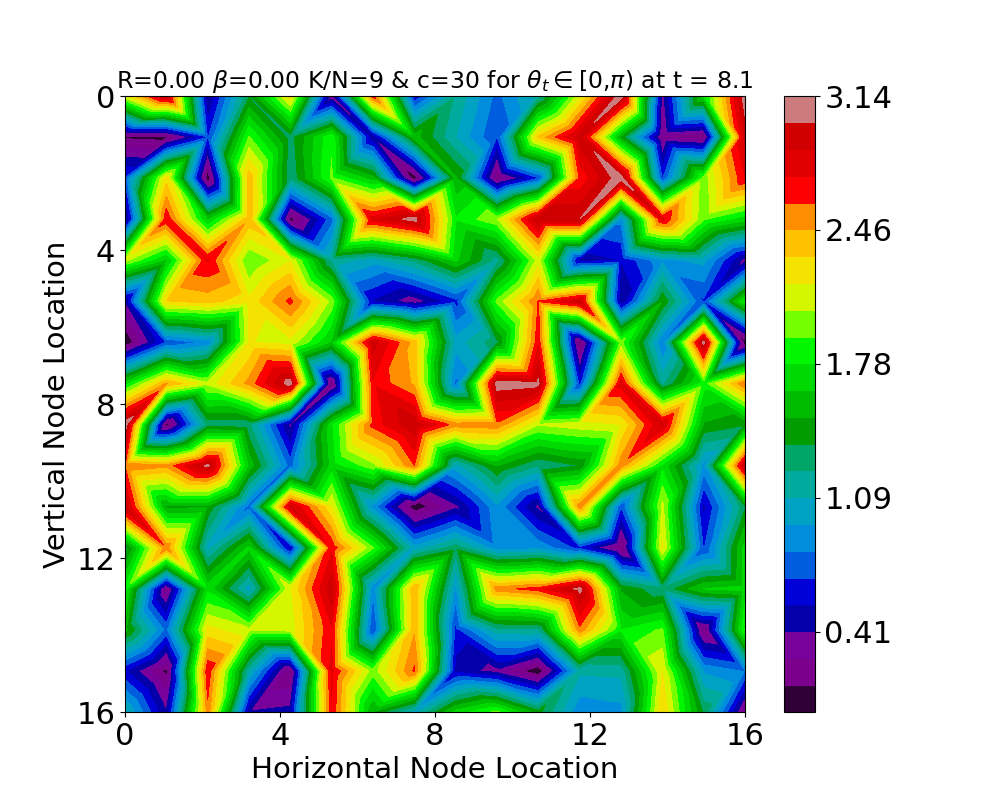 R=0.00 β=0.00 K/N=9 & c=30 for θₜ ∈ [0,π) at t = 8.1
0
4
8
12
16
0 4 8 12 16
Vertical Node Location
Horizontal Node Location
3.14
2.46
1.78
1.09
0.41